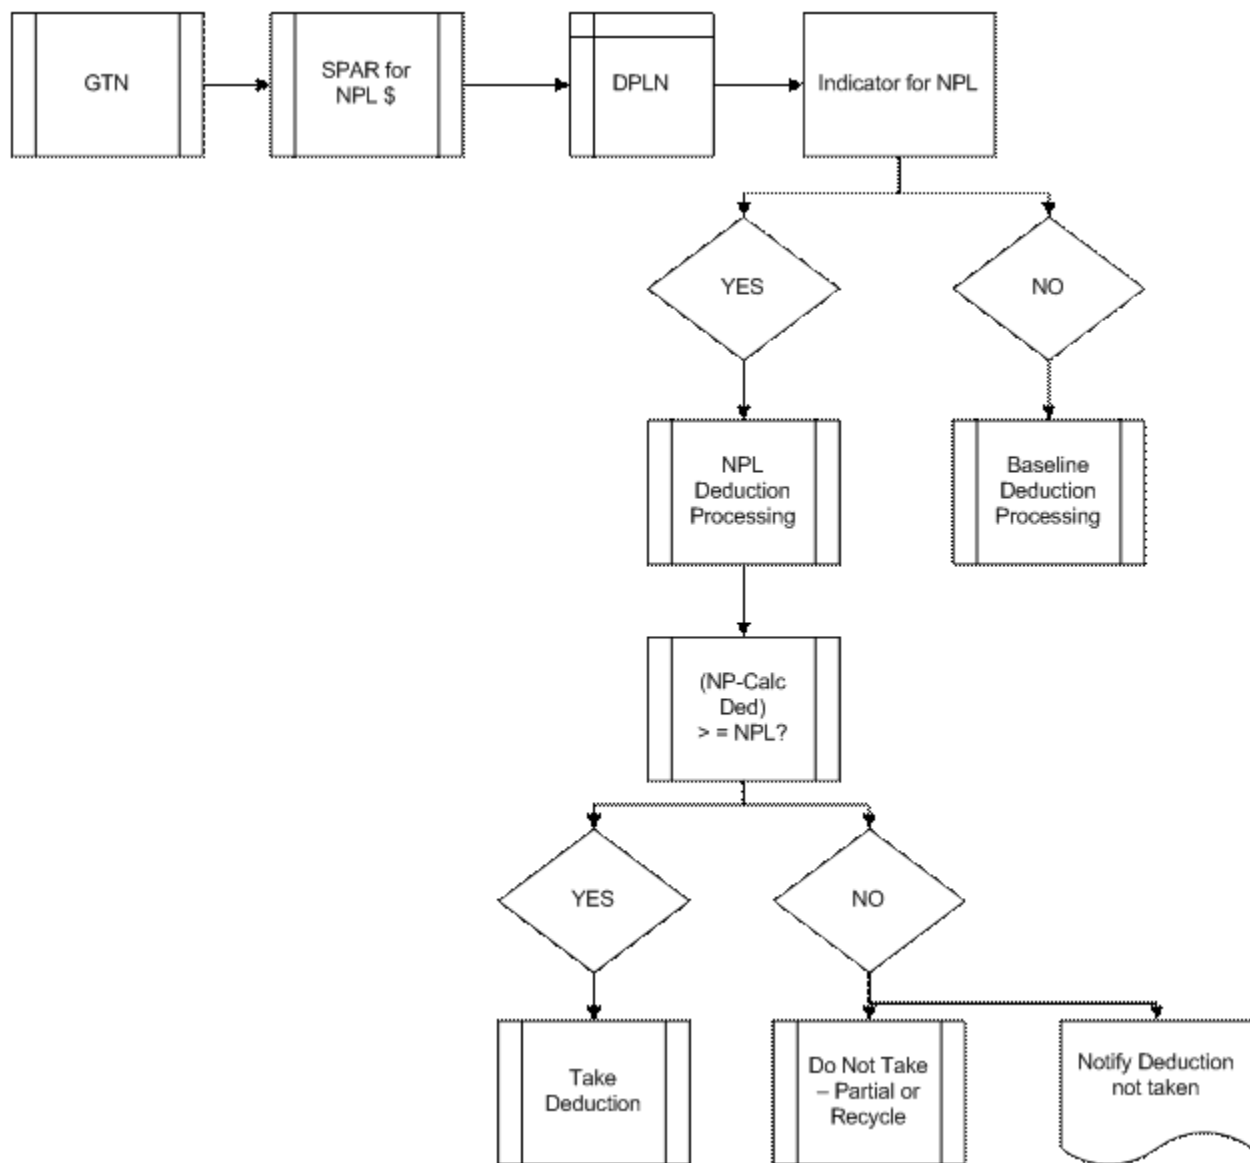 GTN
SPAR for
NPL $
DPLN
Indicator for NPL
YES
NO
NPL
Deduction
Processing
Baseline
Deduction
Processing
(NP-Calc
Ded)
> = NPL?
YES
NO
Take
Deduction
Do Not Take
– Partial or
Recycle
Notify Deduction
not taken